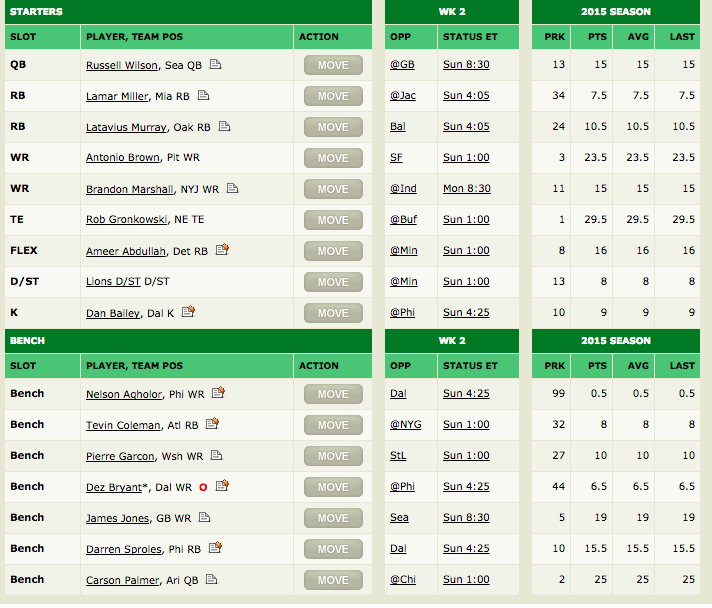 STARTERS WK 2 2015 SEASON
SLOT PLAYER, TEAM POS ACTION OPP STATUS ET PRK PTS AVG LAST
QB Russell Wilson, Sea QB MOVE @GB Sun 8:30 13 15 15 15
RB Lamar Miller, Mia RB MOVE @Jac Sun 4:05 34 7.5 7.5 7.5
RB Latavius Murray, Oak RB MOVE Bal Sun 4:05 24 10.5 10.5 10.5
WR Antonio Brown, Pit WR MOVE SF Sun 1:00 3 23.5 23.5 23.5
WR Brandon Marshall, NYJ WR MOVE @Ind Mon 8:30 11 15 15 15
TE Rob Gronkowski, NE TE MOVE @Buf Sun 1:00 1 29.5 29.5 29.5
FLEX Ameer Abdullah, Det RB MOVE @Min Sun 1:00 8 16 16 16
D/ST Lions D/ST D/ST MOVE @Min Sun 1:00 13 8 8 8
K Dan Bailey, Dal K MOVE @Phi Sun 4:25 10 9 9 9
BENCH WK 2 2015 SEASON
SLOT PLAYER, TEAM POS ACTION OPP STATUS ET PRK PTS AVG LAST
Bench Nelson Agholor, Phi WR MOVE Dal Sun 4:25 99 0.5 0.5 0.5
Bench Tevin Coleman, Atl RB MOVE @NYG Sun 1:00 32 8 8 8
Bench Pierre Garcon, Wsh WR MOVE StL Sun 1:00 27 10 10 10
Bench Dez Bryant*, Dal WR O MOVE @Phi Sun 4:25 44 6.5 6.5 6.5
Bench James Jones, GB WR MOVE Sea Sun 8:30 5 19 19 19
Bench Darren Sproles, Phi RB MOVE Dal Sun 4:25 10 15.5 15.5 15.5
Bench Carson Palmer, Ari QB MOVE @Chi Sun 1:00 2 25 25 25